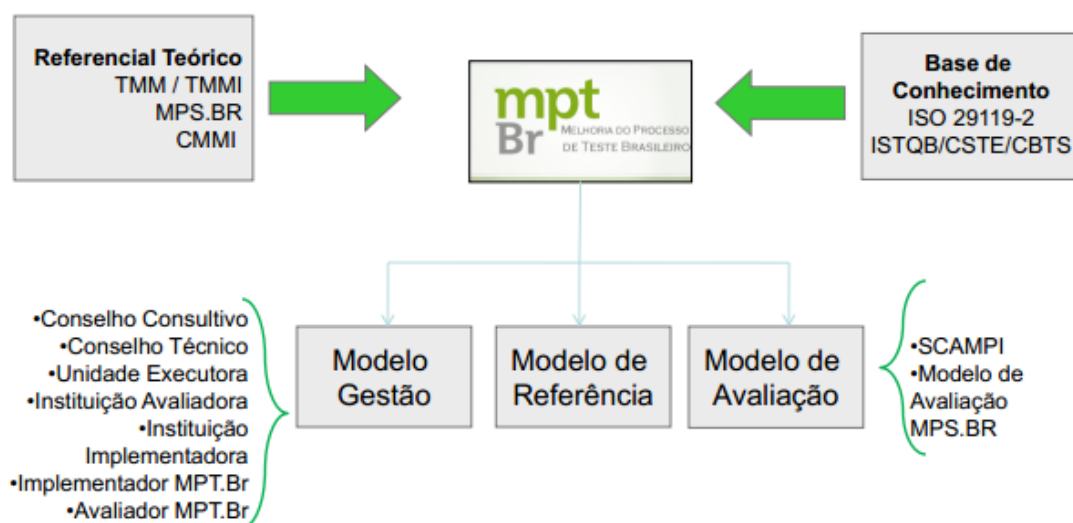 Referencial Teórico
TMM / TMMI
MPS.BR
CMMI
mpt
Br MELHORIA DO PROCESSO
DE TESTE BRASILEIRO
Base de
Conhecimento
ISO 29119-2
ISTQB/CSTE/CBTS
•Conselho Consultivo
•Conselho Técnico
•Unidade Executora
•Instituição Avaliadora
•Instituição
Implementadora
•Implementador MPT.Br
•Avaliador MPT.Br
Modelo
Gestão
Modelo de
Referência
Modelo de
Avaliação
•SCAMPI
•Modelo de
Avaliação
MPS.BR